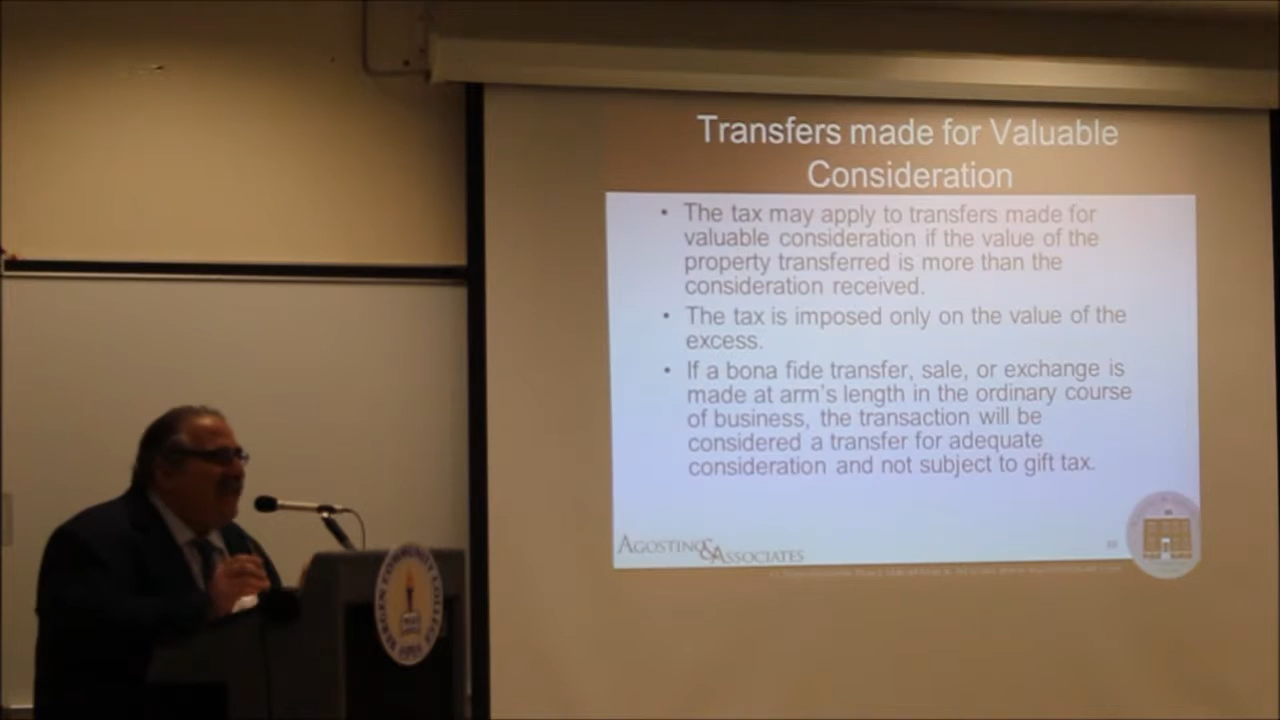 Transfers made for Valuable
Consideration
• The tax may apply to transfers made for
valuable consideration if the value of the
property transferred is more than the
consideration received.
• The tax is imposed only on the value of the
excess.
• If a bona fide transfer, sale, or exchange is
made at arm's length in the ordinary course
of business, the transaction will be
considered a transfer for adequate
consideration and not subject to gift tax.
AGOSTINO & ASSOCIATES
BERGEN COMMUNITY COLLEGE